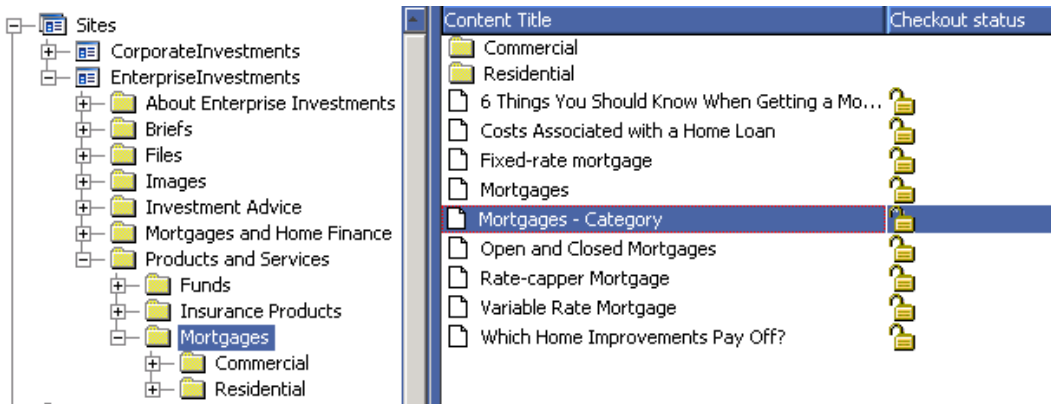 Sites
CorporateInvestments
EnterpriseInvestments
About Enterprise Investments
Briefs
Files
Images
Investment Advice
Mortgages and Home Finance
Products and Services
Funds
Insurance Products
Mortgages
Commercial
Residential
Content Title Checkout status
Commercial
Residential
6 Things You Should Know When Getting a Mo...
Costs Associated with a Home Loan
Fixed-rate mortgage
Mortgages
Mortgages - Category
Open and Closed Mortgages
Rate-capper Mortgage
Variable Rate Mortgage
Which Home Improvements Pay Off?